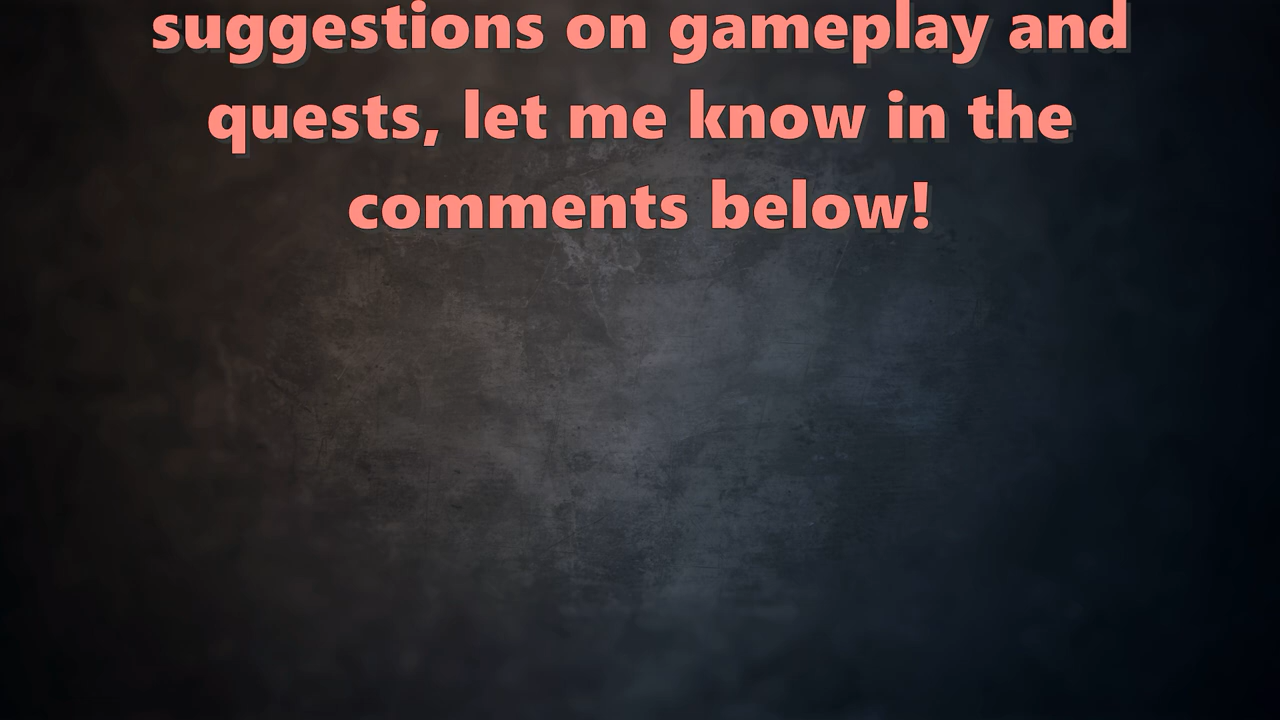 suggestions on gameplay and
quests, let me know in the
comments below!